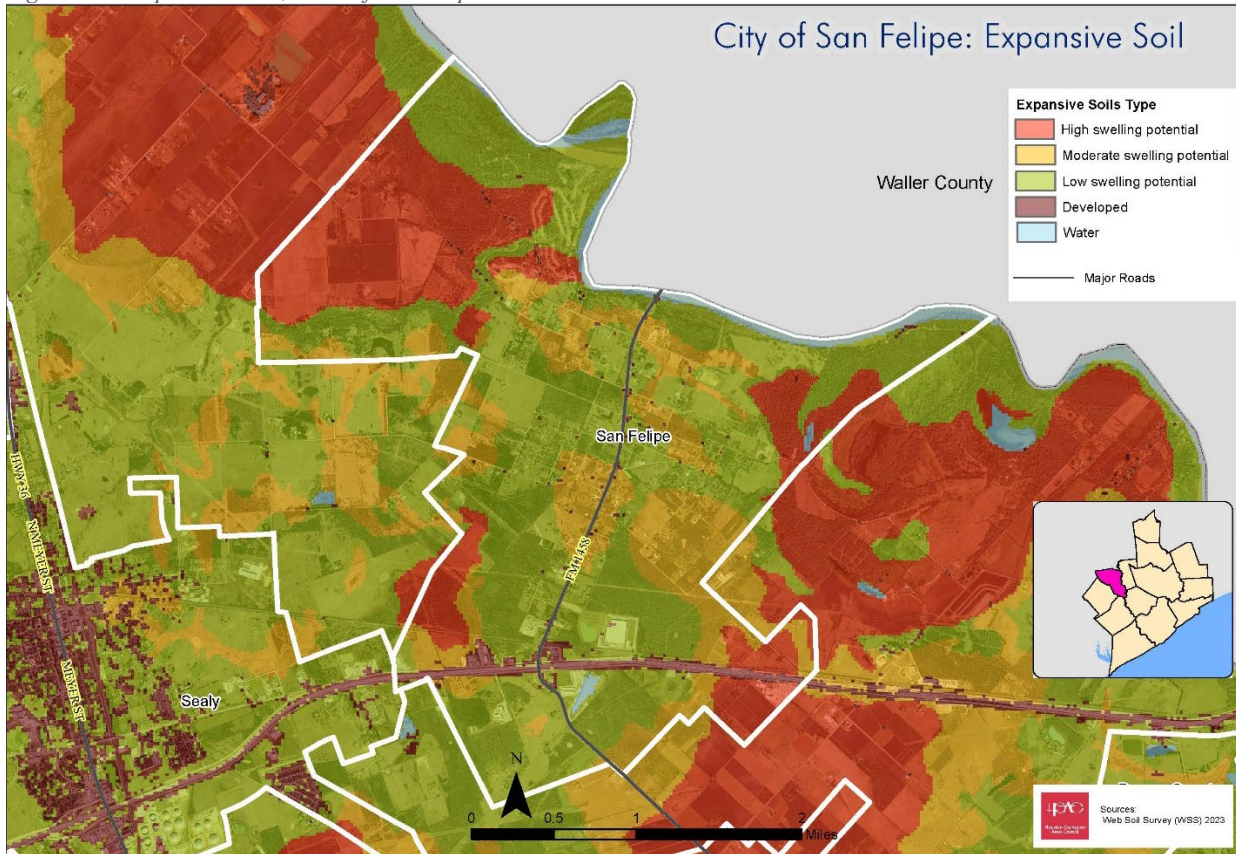 City of San Felipe: Expansive Soil
Expansive Soils Type
High swelling potential
Moderate swelling potential
Low swelling potential
Developed
Water
Major Roads
Waller County
San Felipe
HWY 36
N MEYER ST
FM 1458
MEYER ST
Sealy
N
0 0.5 1 2
Miles
Sources:
Web Soil Survey (WSS) 2023